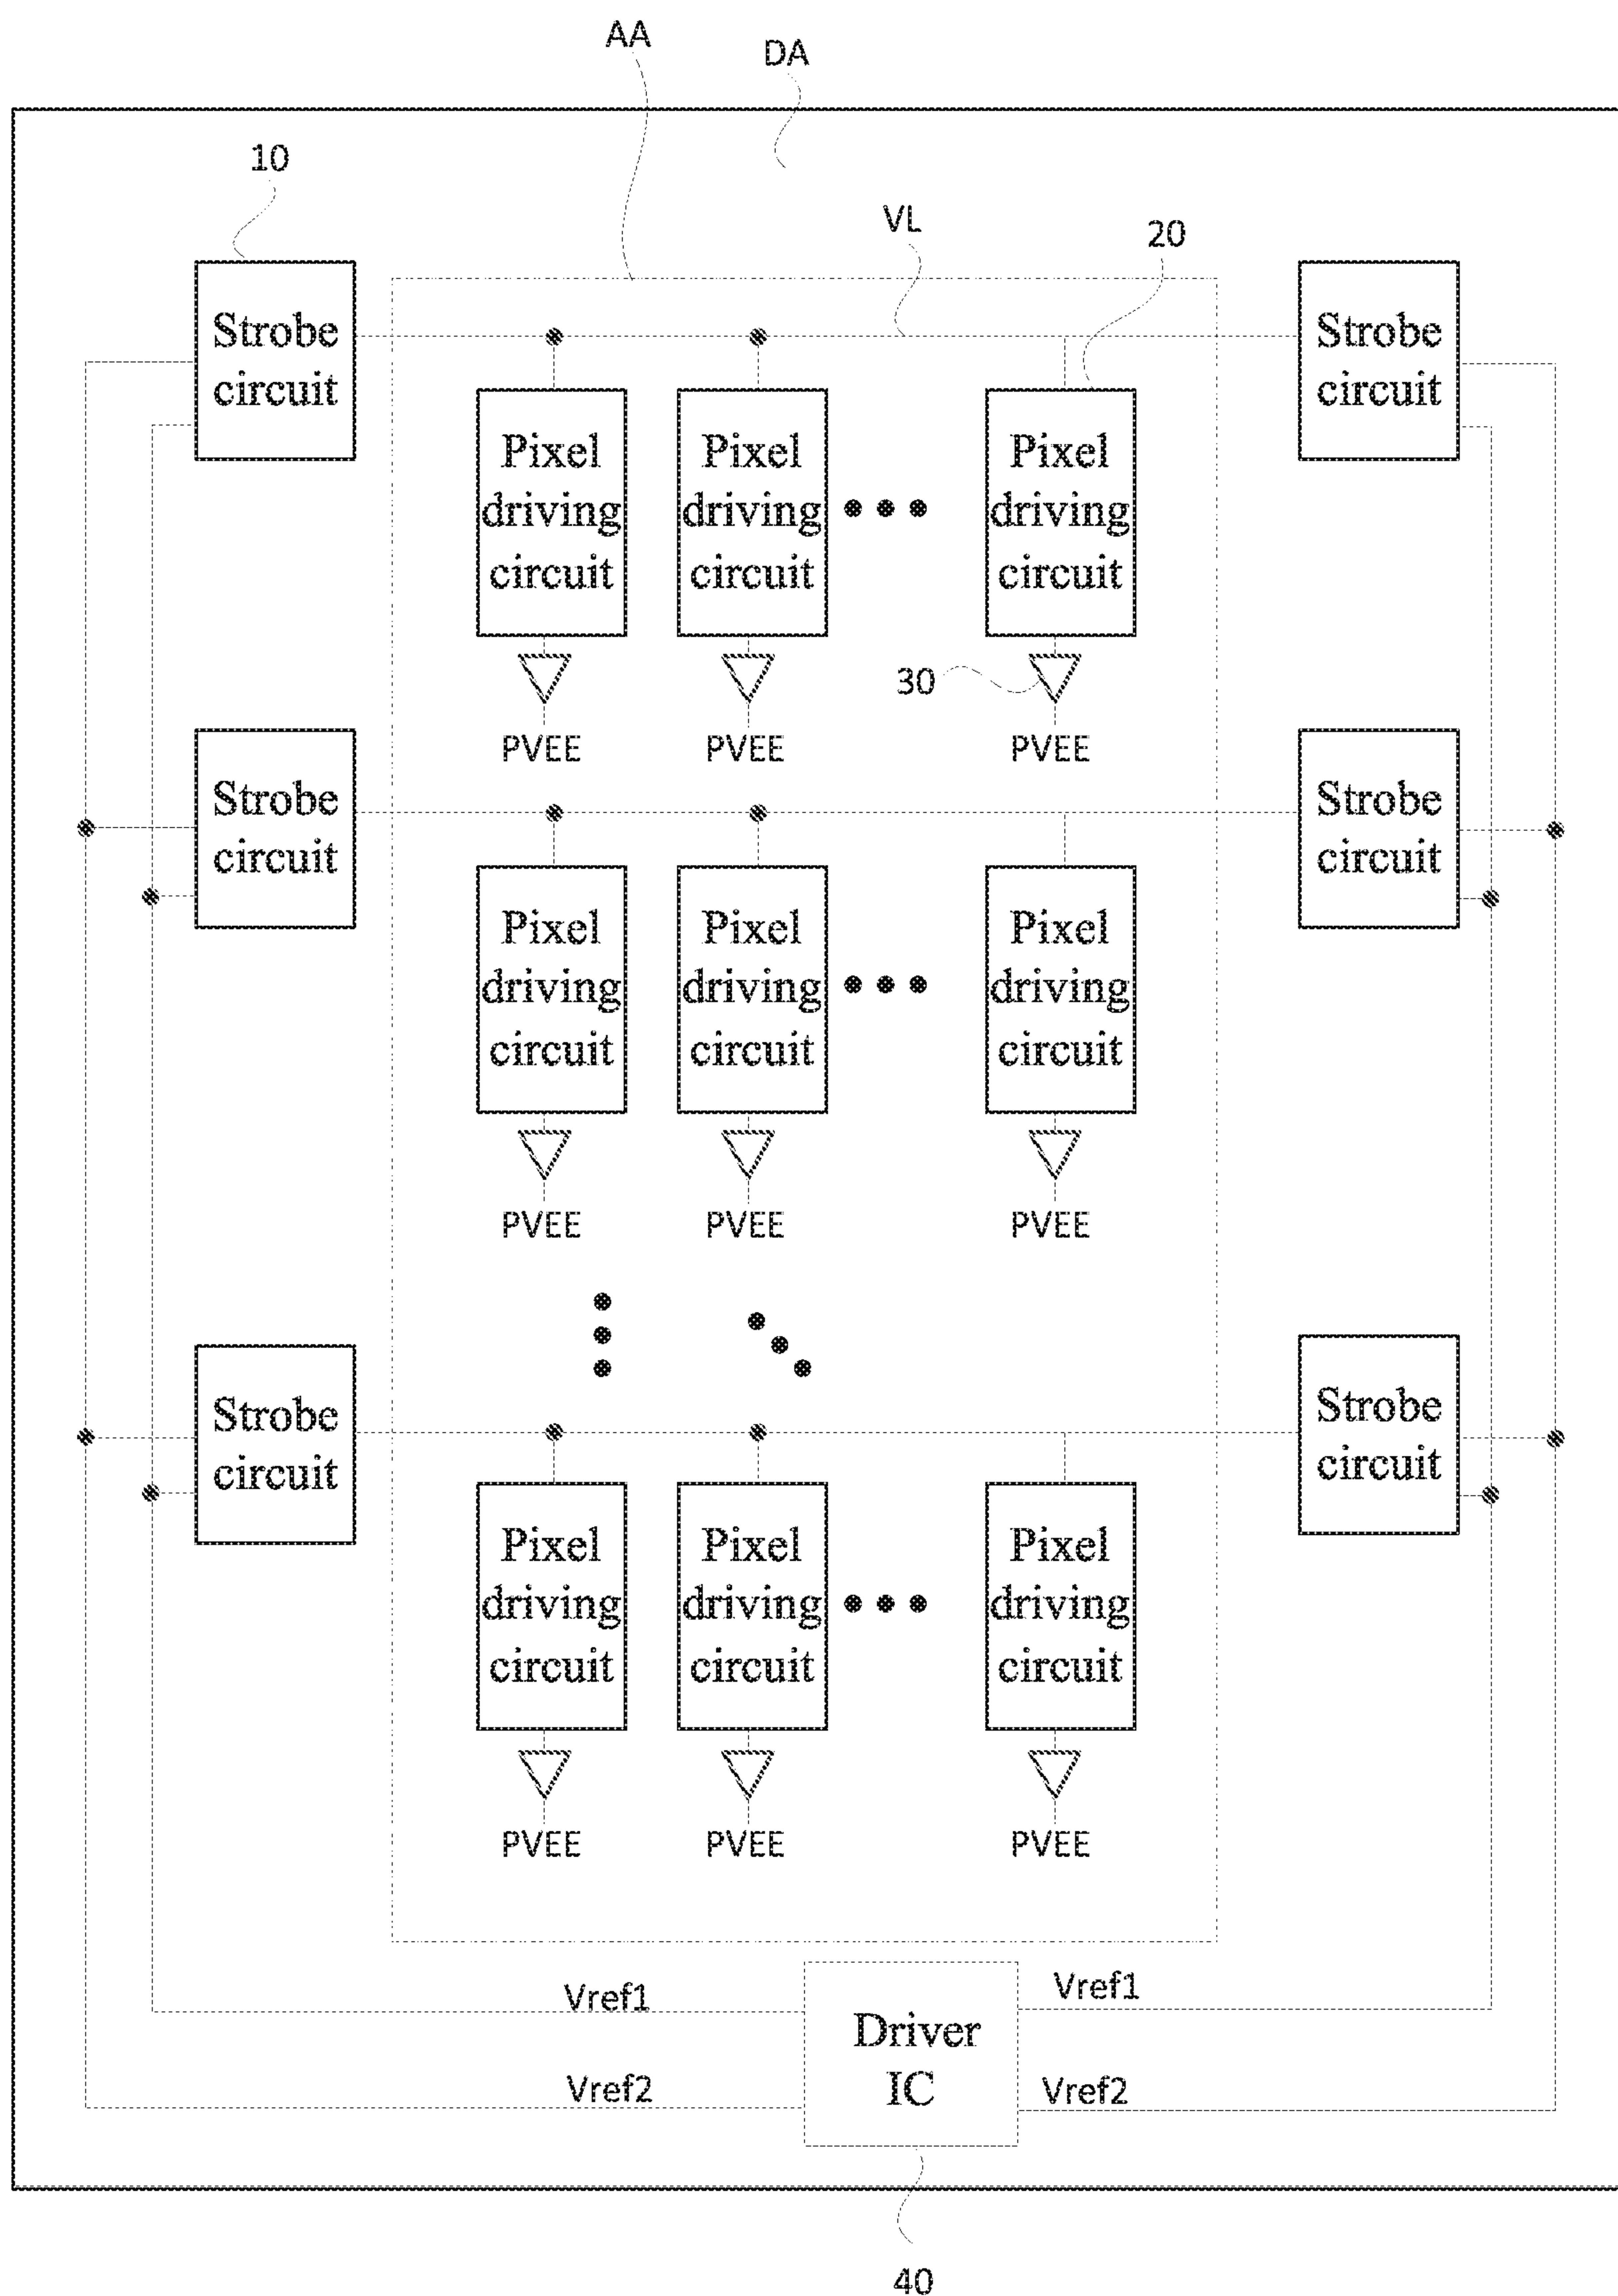 AA
DA
10
VL
20
Strobe
circuit
Strobe
circuit
Pixel
driving
circuit
Pixel
driving
circuit
Pixel
driving
circuit
30
PVEE
PVEE
PVEE
Strobe
circuit
Strobe
circuit
Pixel
driving
circuit
Pixel
driving
circuit
Pixel
driving
circuit
PVEE
PVEE
PVEE
Strobe
circuit
Strobe
circuit
Pixel
driving
circuit
Pixel
driving
circuit
Pixel
driving
circuit
PVEE
PVEE
PVEE
Vref1
Vref1
Driver
IC
Vref2
Vref2
40